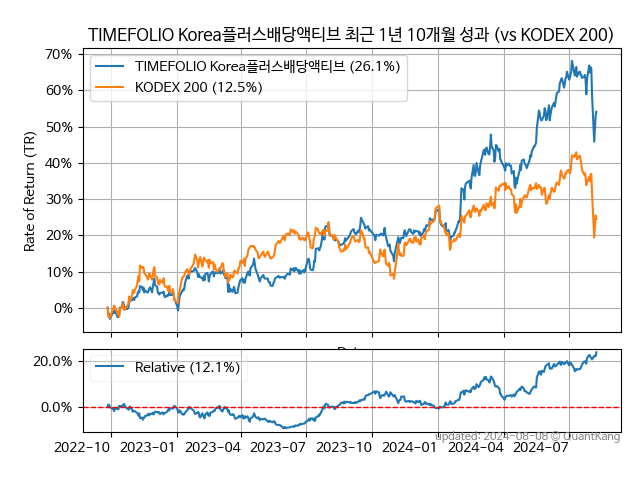 TIMEFOLIO Korea플러스배당액티브 최근 1년 10개월 성과 (vs KODEX 200)
70%
60%
50%
40%
30%
20%
10%
0%
Rate of Return (TR)
TIMEFOLIO Korea플러스배당액티브 (26.1%)
KODEX 200 (12.5%)
20.0%
0.0%
Relative (12.1%)
2022-10 2023-01 2023-04 2023-07 2023-10 2024-01 2024-04 2024-07
updated: 2024-08-08 © QuantKang